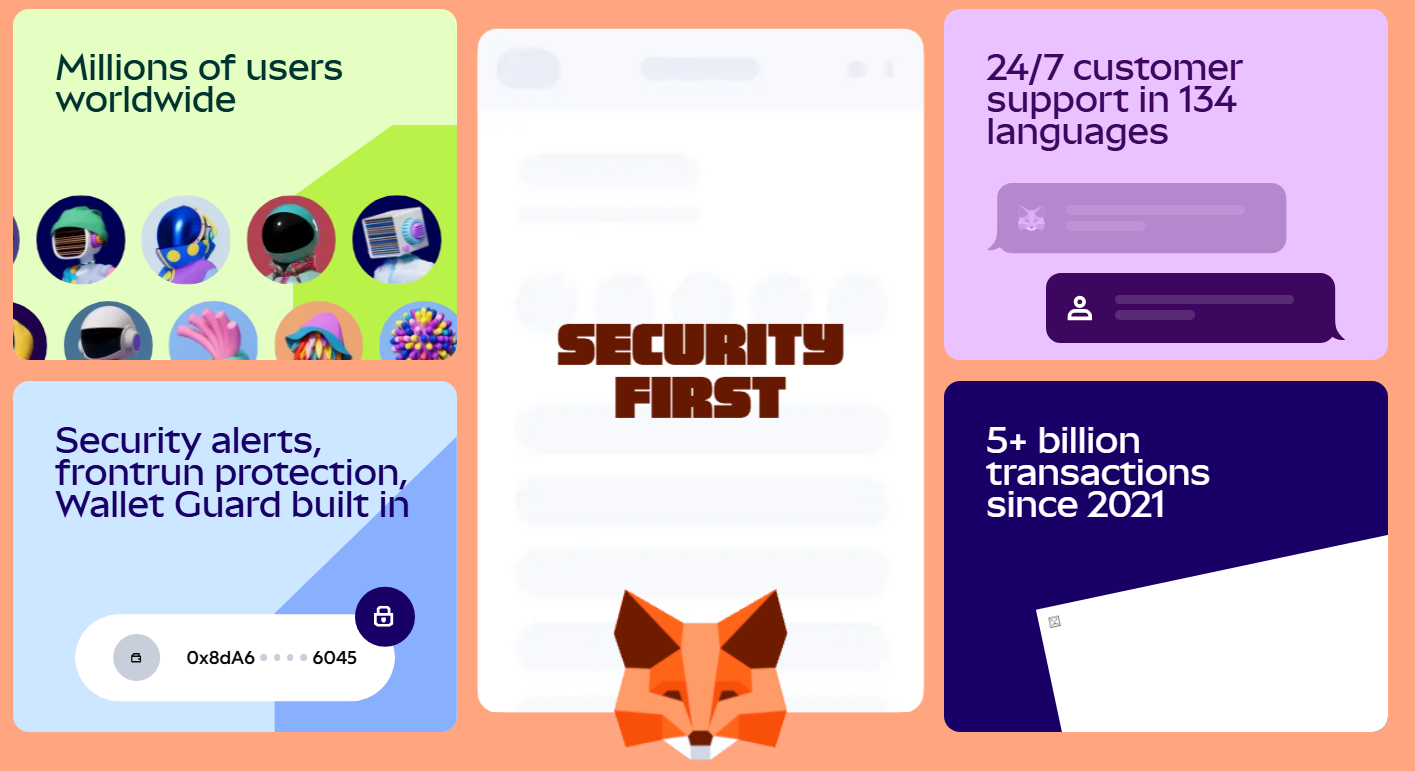 Millions of users
worldwide
Security alerts,
frontrun protection,
Wallet Guard built in
0x8dA6 •••• 6045
SECURITY
FIRST
24/7 customer
support in 134
languages
5+ billion
transactions
since 2021